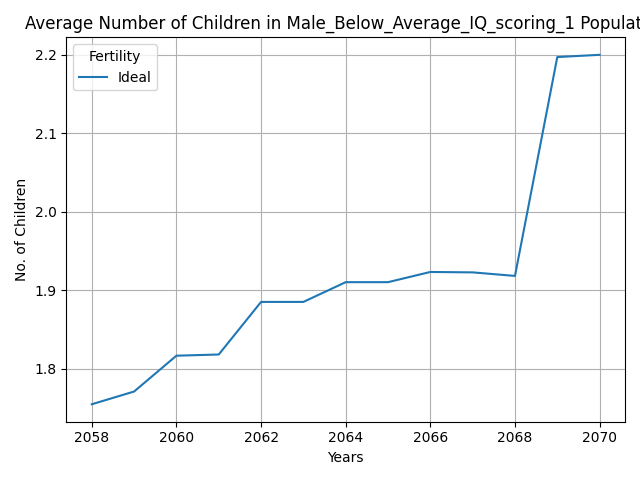 Average Number of Children in Male_Below_Average_IQ_scoring_1 Populat
Fertility
Ideal
No. of Children
2.2
2.1
2.0
1.9
1.8
2058 2060 2062 2064 2066 2068 2070
Years